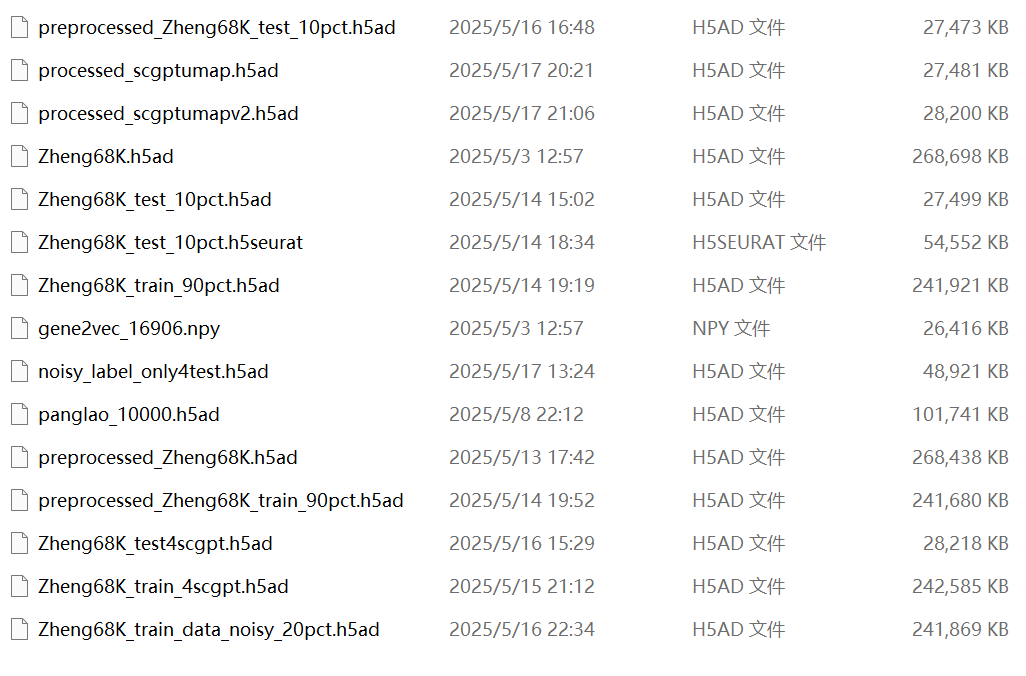 preprocessed_Zheng68K_test_10pct.h5ad 2025/5/16 16:48 H5AD 文件 27,473 KB
processed_scgptumap.h5ad 2025/5/17 20:21 H5AD 文件 27,481 KB
processed_scgptumapv2.h5ad 2025/5/17 21:06 H5AD 文件 28,200 KB
Zheng68K.h5ad 2025/5/3 12:57 H5AD 文件 268,698 KB
Zheng68K_test_10pct.h5ad 2025/5/14 15:02 H5AD 文件 27,499 KB
Zheng68K_test_10pct.h5seurat 2025/5/14 18:34 H5SEURAT 文件 54,552 KB
Zheng68K_train_90pct.h5ad 2025/5/14 19:19 H5AD 文件 241,921 KB
gene2vec_16906.npy 2025/5/3 12:57 NPY 文件 26,416 KB
noisy_label_only4test.h5ad 2025/5/17 13:24 H5AD 文件 48,921 KB
panglao_10000.h5ad 2025/5/8 22:12 H5AD 文件 101,741 KB
preprocessed_Zheng68K.h5ad 2025/5/13 17:42 H5AD 文件 268,438 KB
preprocessed_Zheng68K_train_90pct.h5ad 2025/5/14 19:52 H5AD 文件 241,680 KB
Zheng68K_test4scgpt.h5ad 2025/5/16 15:29 H5AD 文件 28,218 KB
Zheng68K_train_4scgpt.h5ad 2025/5/15 21:12 H5AD 文件 242,585 KB
Zheng68K_train_data_noisy_20pct.h5ad 2025/5/16 22:34 H5AD 文件 241,869 KB